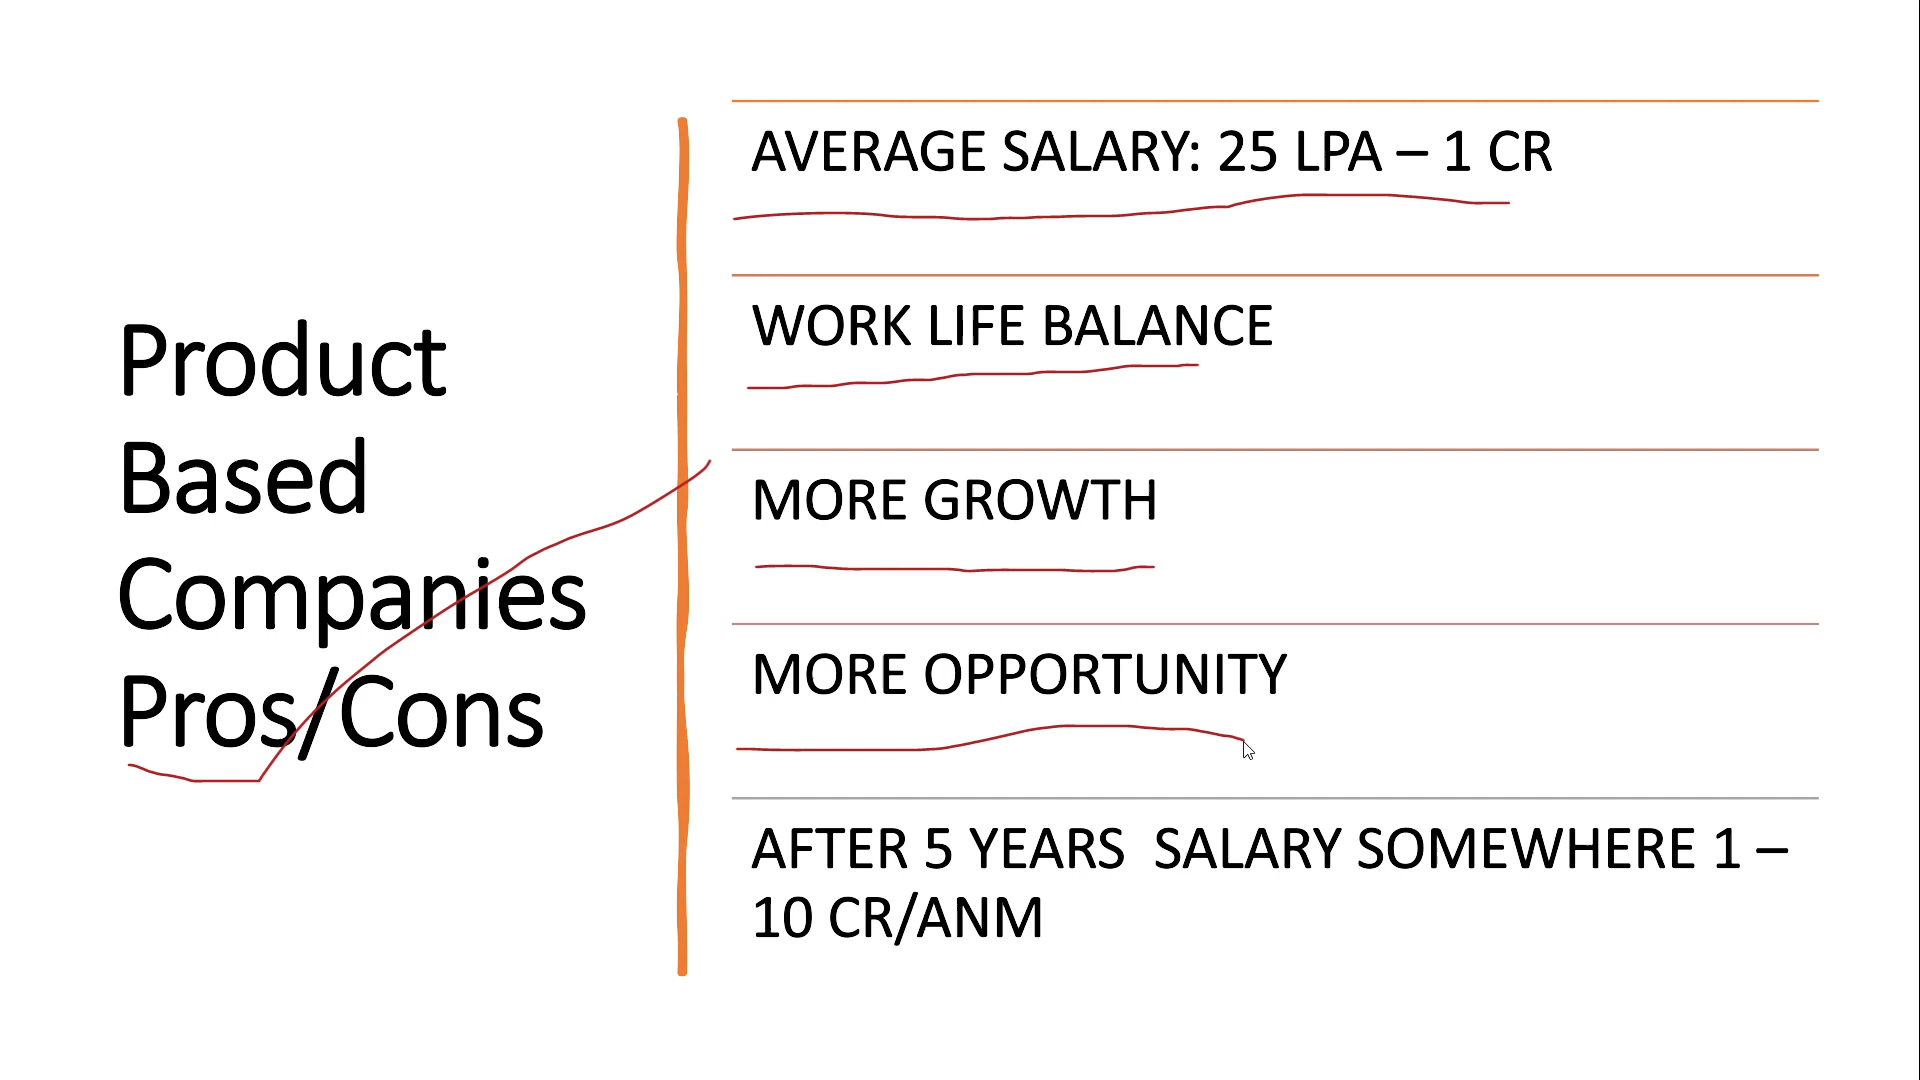 Product
Based
Companies
Pros/Cons
AVERAGE SALARY: 25 LPA – 1 CR
WORK LIFE BALANCE
MORE GROWTH
MORE OPPORTUNITY
AFTER 5 YEARS  SALARY SOMEWHERE 1 –
10 CR/ANM